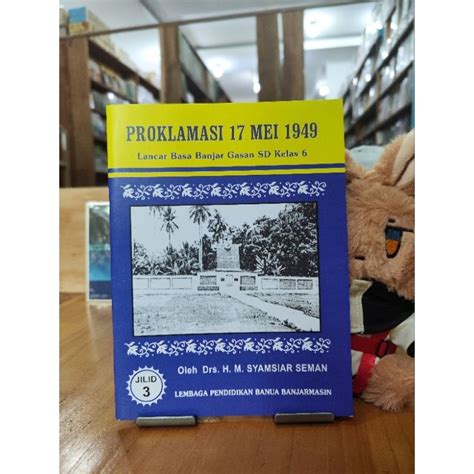 PROKLAMASI 17 MEI 1949
Lancar Basa Banjar Gasan SD Kelas 6
Oleh Drs. H. M. SYAMSIAR SEMAN
JILID
3
LEMBAGA PENDIDIKAN BANUA BANJARMASIN